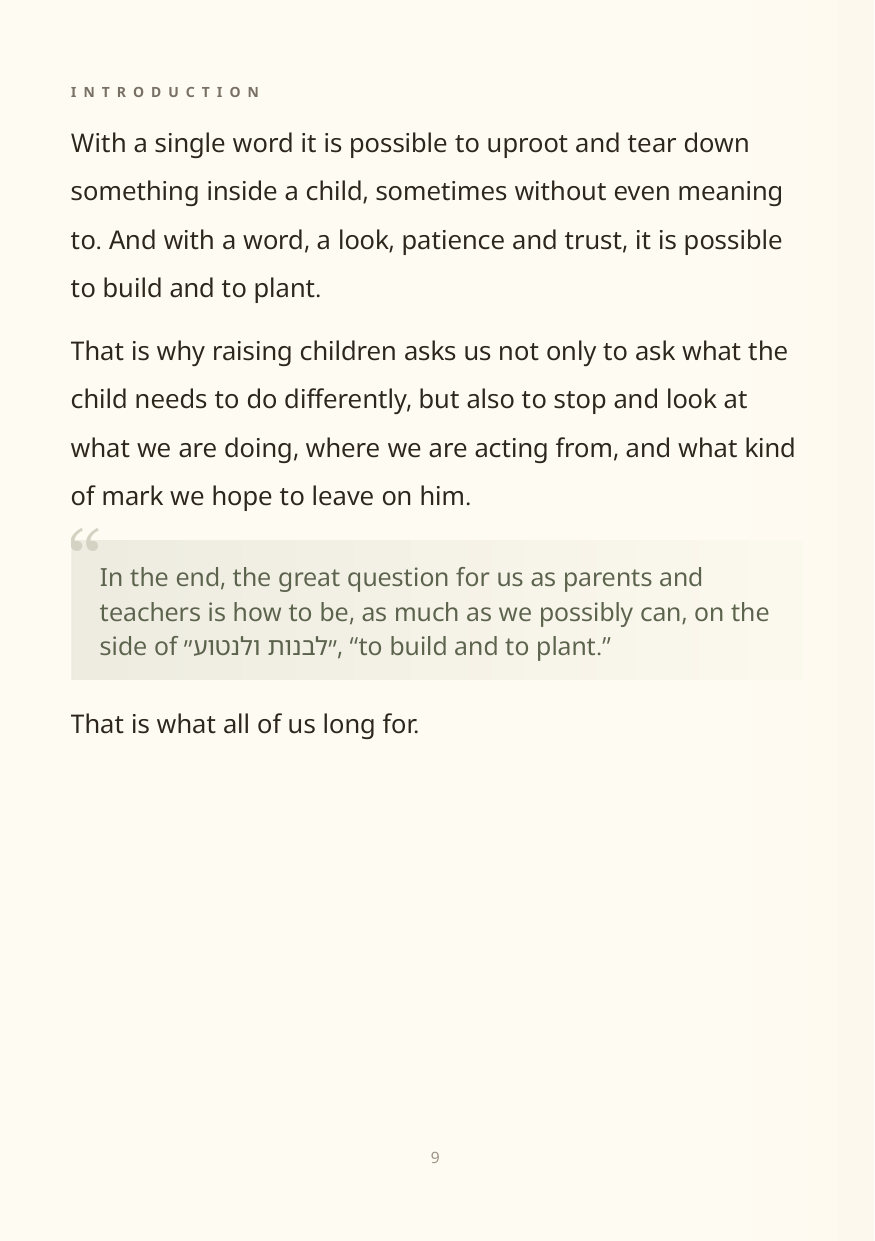 INTRODUCTION
With a single word it is possible to uproot and tear down
something inside a child, sometimes without even meaning
to. And with a word, a look, patience and trust, it is possible
to build and to plant.
That is why raising children asks us not only to ask what the
child needs to do differently, but also to stop and look at
what we are doing, where we are acting from, and what kind
of mark we hope to leave on him.
“
In the end, the great question for us as parents and
teachers is how to be, as much as we possibly can, on the
side of ״לבנות ולנטוע״, “to build and to plant.”
That is what all of us long for.
9